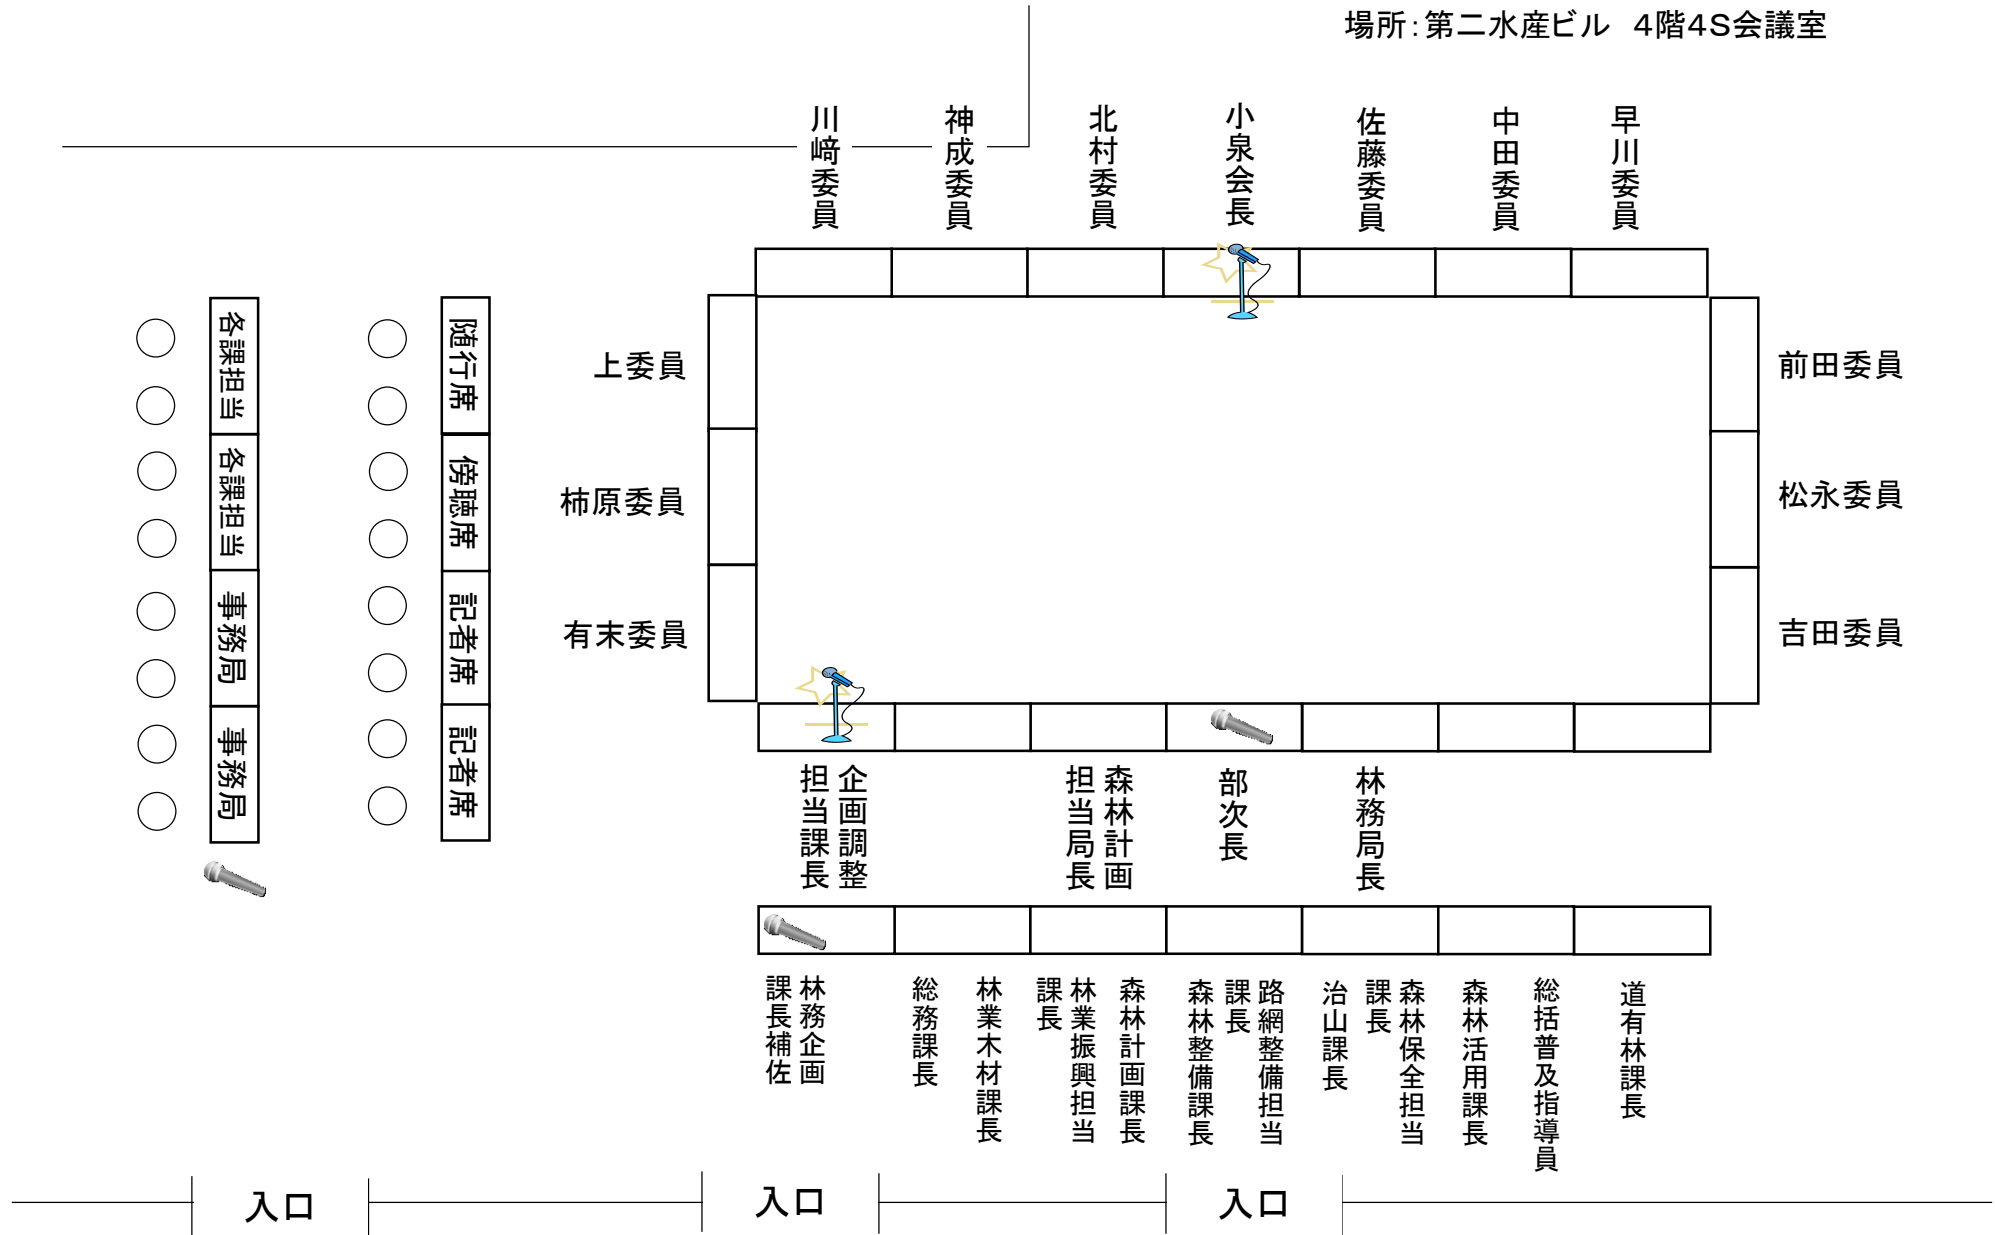 場所：第二水産ビル　4階4S会議室
川﨑委員
神成委員
北村委員
小泉会長
佐藤委員
中田委員
早川委員
各課担当
各課担当
事務局
事務局
随行席
傍聴席
記者席
記者席
上委員
柿原委員
有末委員
前田委員
松永委員
吉田委員
企画調整
担当課長
森林計画
担当局長
部次長
林務局長
林務企画
課長補佐
総務課長
林業木材課長
林業振興担当
課長
森林計画課長
森林整備課長
路網整備担当
課長
治山課長
森林保全担当
課長
森林活用課長
総括普及指導員
道有林課長
入口
入口
入口